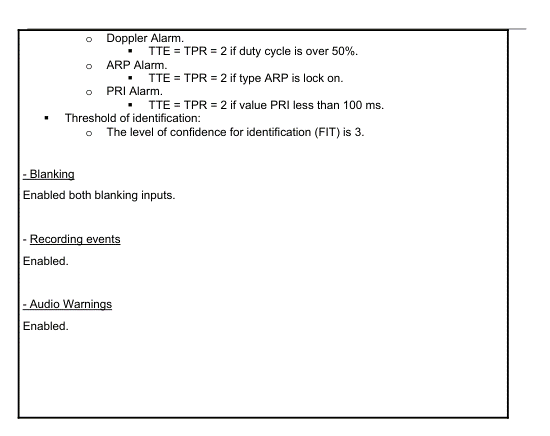 o Doppler Alarm.
▪ TTE = TPR = 2 if duty cycle is over 50%.
o ARP Alarm.
▪ TTE = TPR = 2 if type ARP is lock on.
o PRI Alarm.
▪ TTE = TPR = 2 if value PRI less than 100 ms.
▪ Threshold of identification:
o The level of confidence for identification (FIT) is 3.
- Blanking
Enabled both blanking inputs.
- Recording events
Enabled.
- Audio Warnings
Enabled.